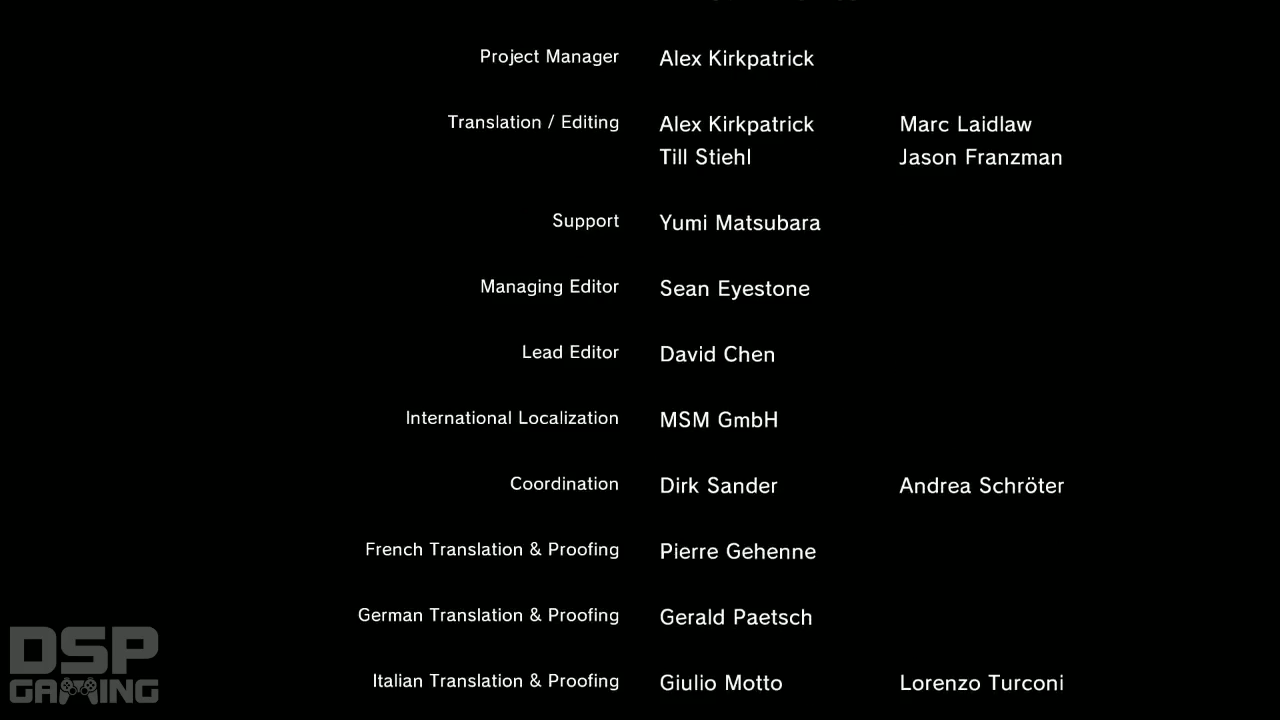 Project Manager Alex Kirkpatrick
Translation / Editing Alex Kirkpatrick Marc Laidlaw
Till Stiehl Jason Franzman
Support Yumi Matsubara
Managing Editor Sean Eyestone
Lead Editor David Chen
International Localization MSM GmbH
Coordination Dirk Sander Andrea Schröter
French Translation & Proofing Pierre Gehenne
German Translation & Proofing Gerald Paetsch
Italian Translation & Proofing Giulio Motto Lorenzo Turconi
DSP
GAMING